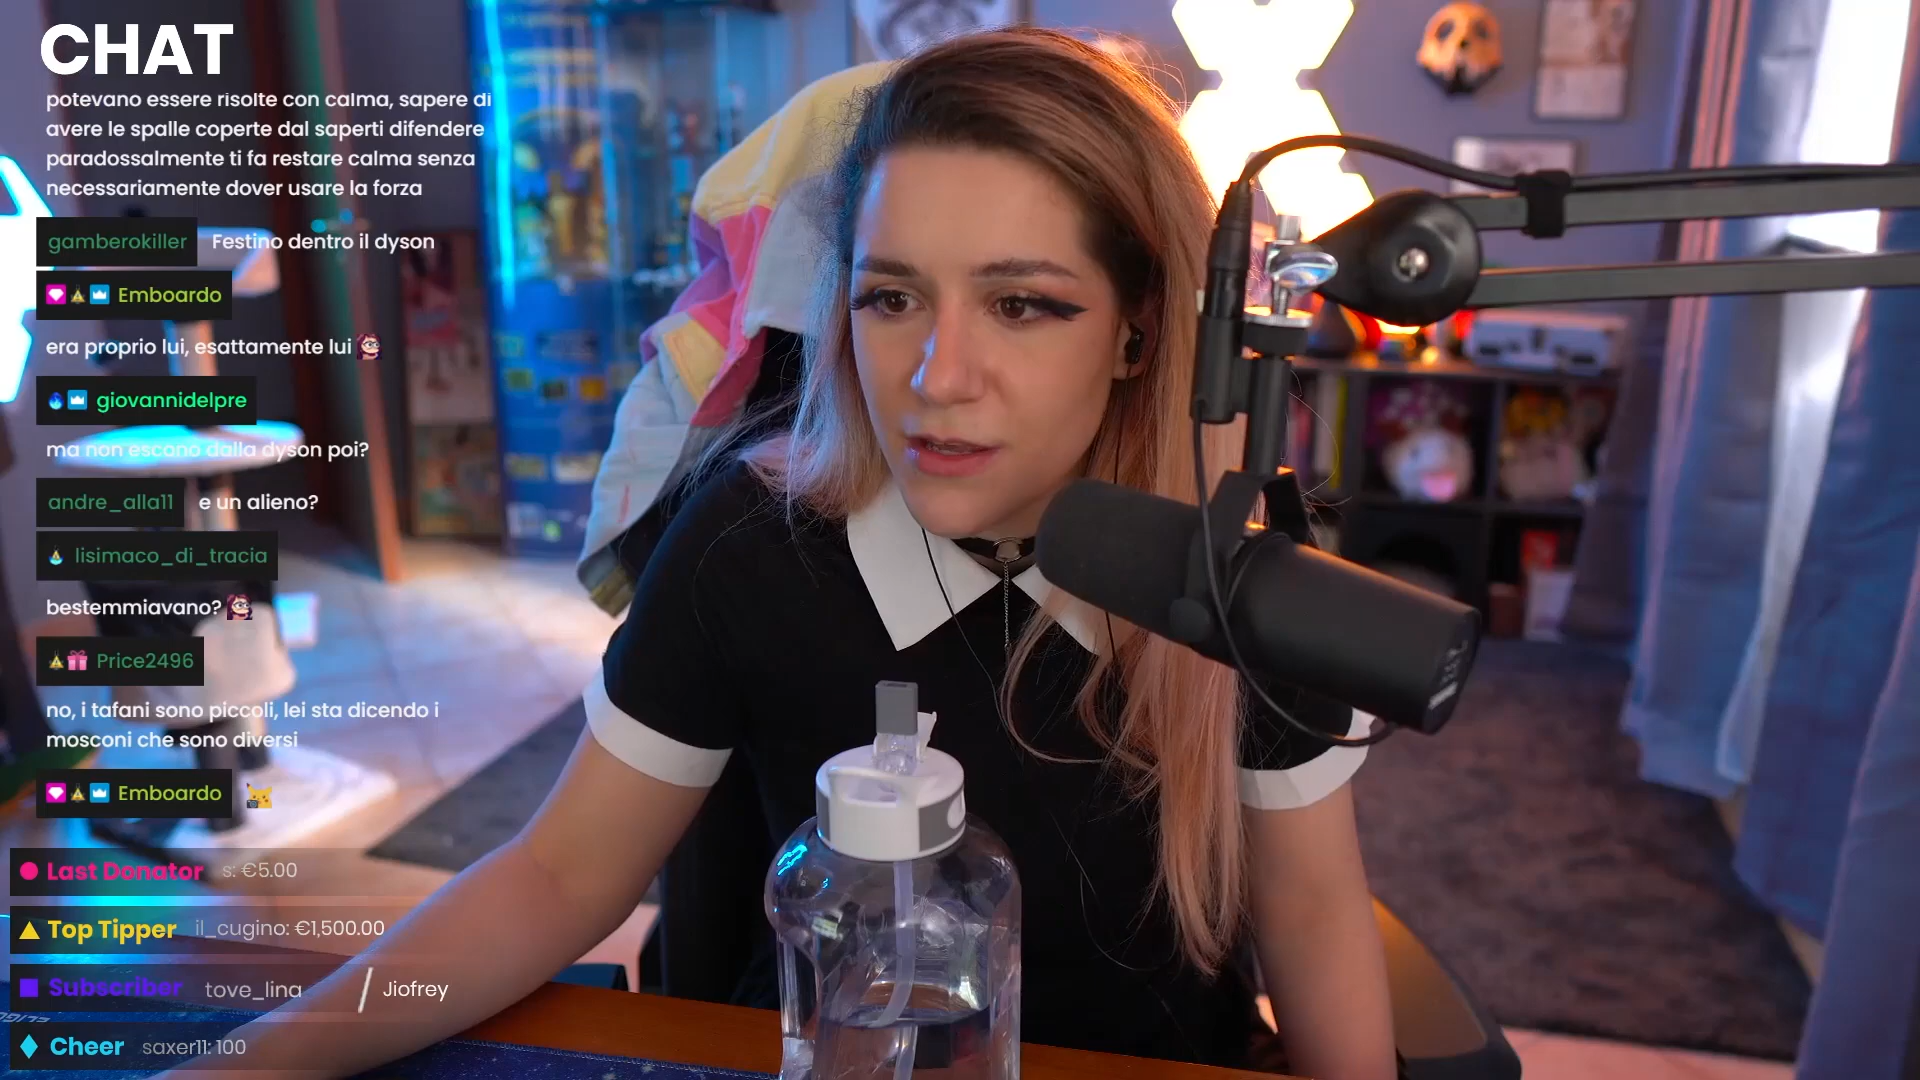 CHAT
potevano essere risolte con calma, sapere di
avere le spalle coperte dal saperti difendere
paradossalmente ti fa restare calma senza
necessariamente dover usare la forza
gamberokiller Festino dentro il dyson
Emboardo
era proprio lui, esattamente lui
giovannidelpre
ma non escono dalla dyson poi?
andre_alla11 e un alieno?
lisimaco_di_tracia
bestemmiavano?
Price2496
no, i tafani sono piccoli, lei sta dicendo i
mosconi che sono diversi
Emboardo
Last Donator s: €5.00
Top Tipper il_cugino: €1,500.00
Subscriber tove_lina / Jiofrey
Cheer saxer11: 100